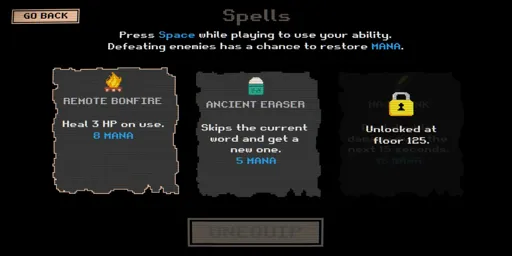 GO BACK
Spells
Press Space while playing to use your ability.
Defeating enemies has a chance to restore MANA.
REMOTE BONFIRE
Heal 3 HP on use.
8 MANA
ANCIENT ERASER
Skips the current
word and get a
new one.
5 MANA
Unlocked at
floor 125.
UNEQUIP